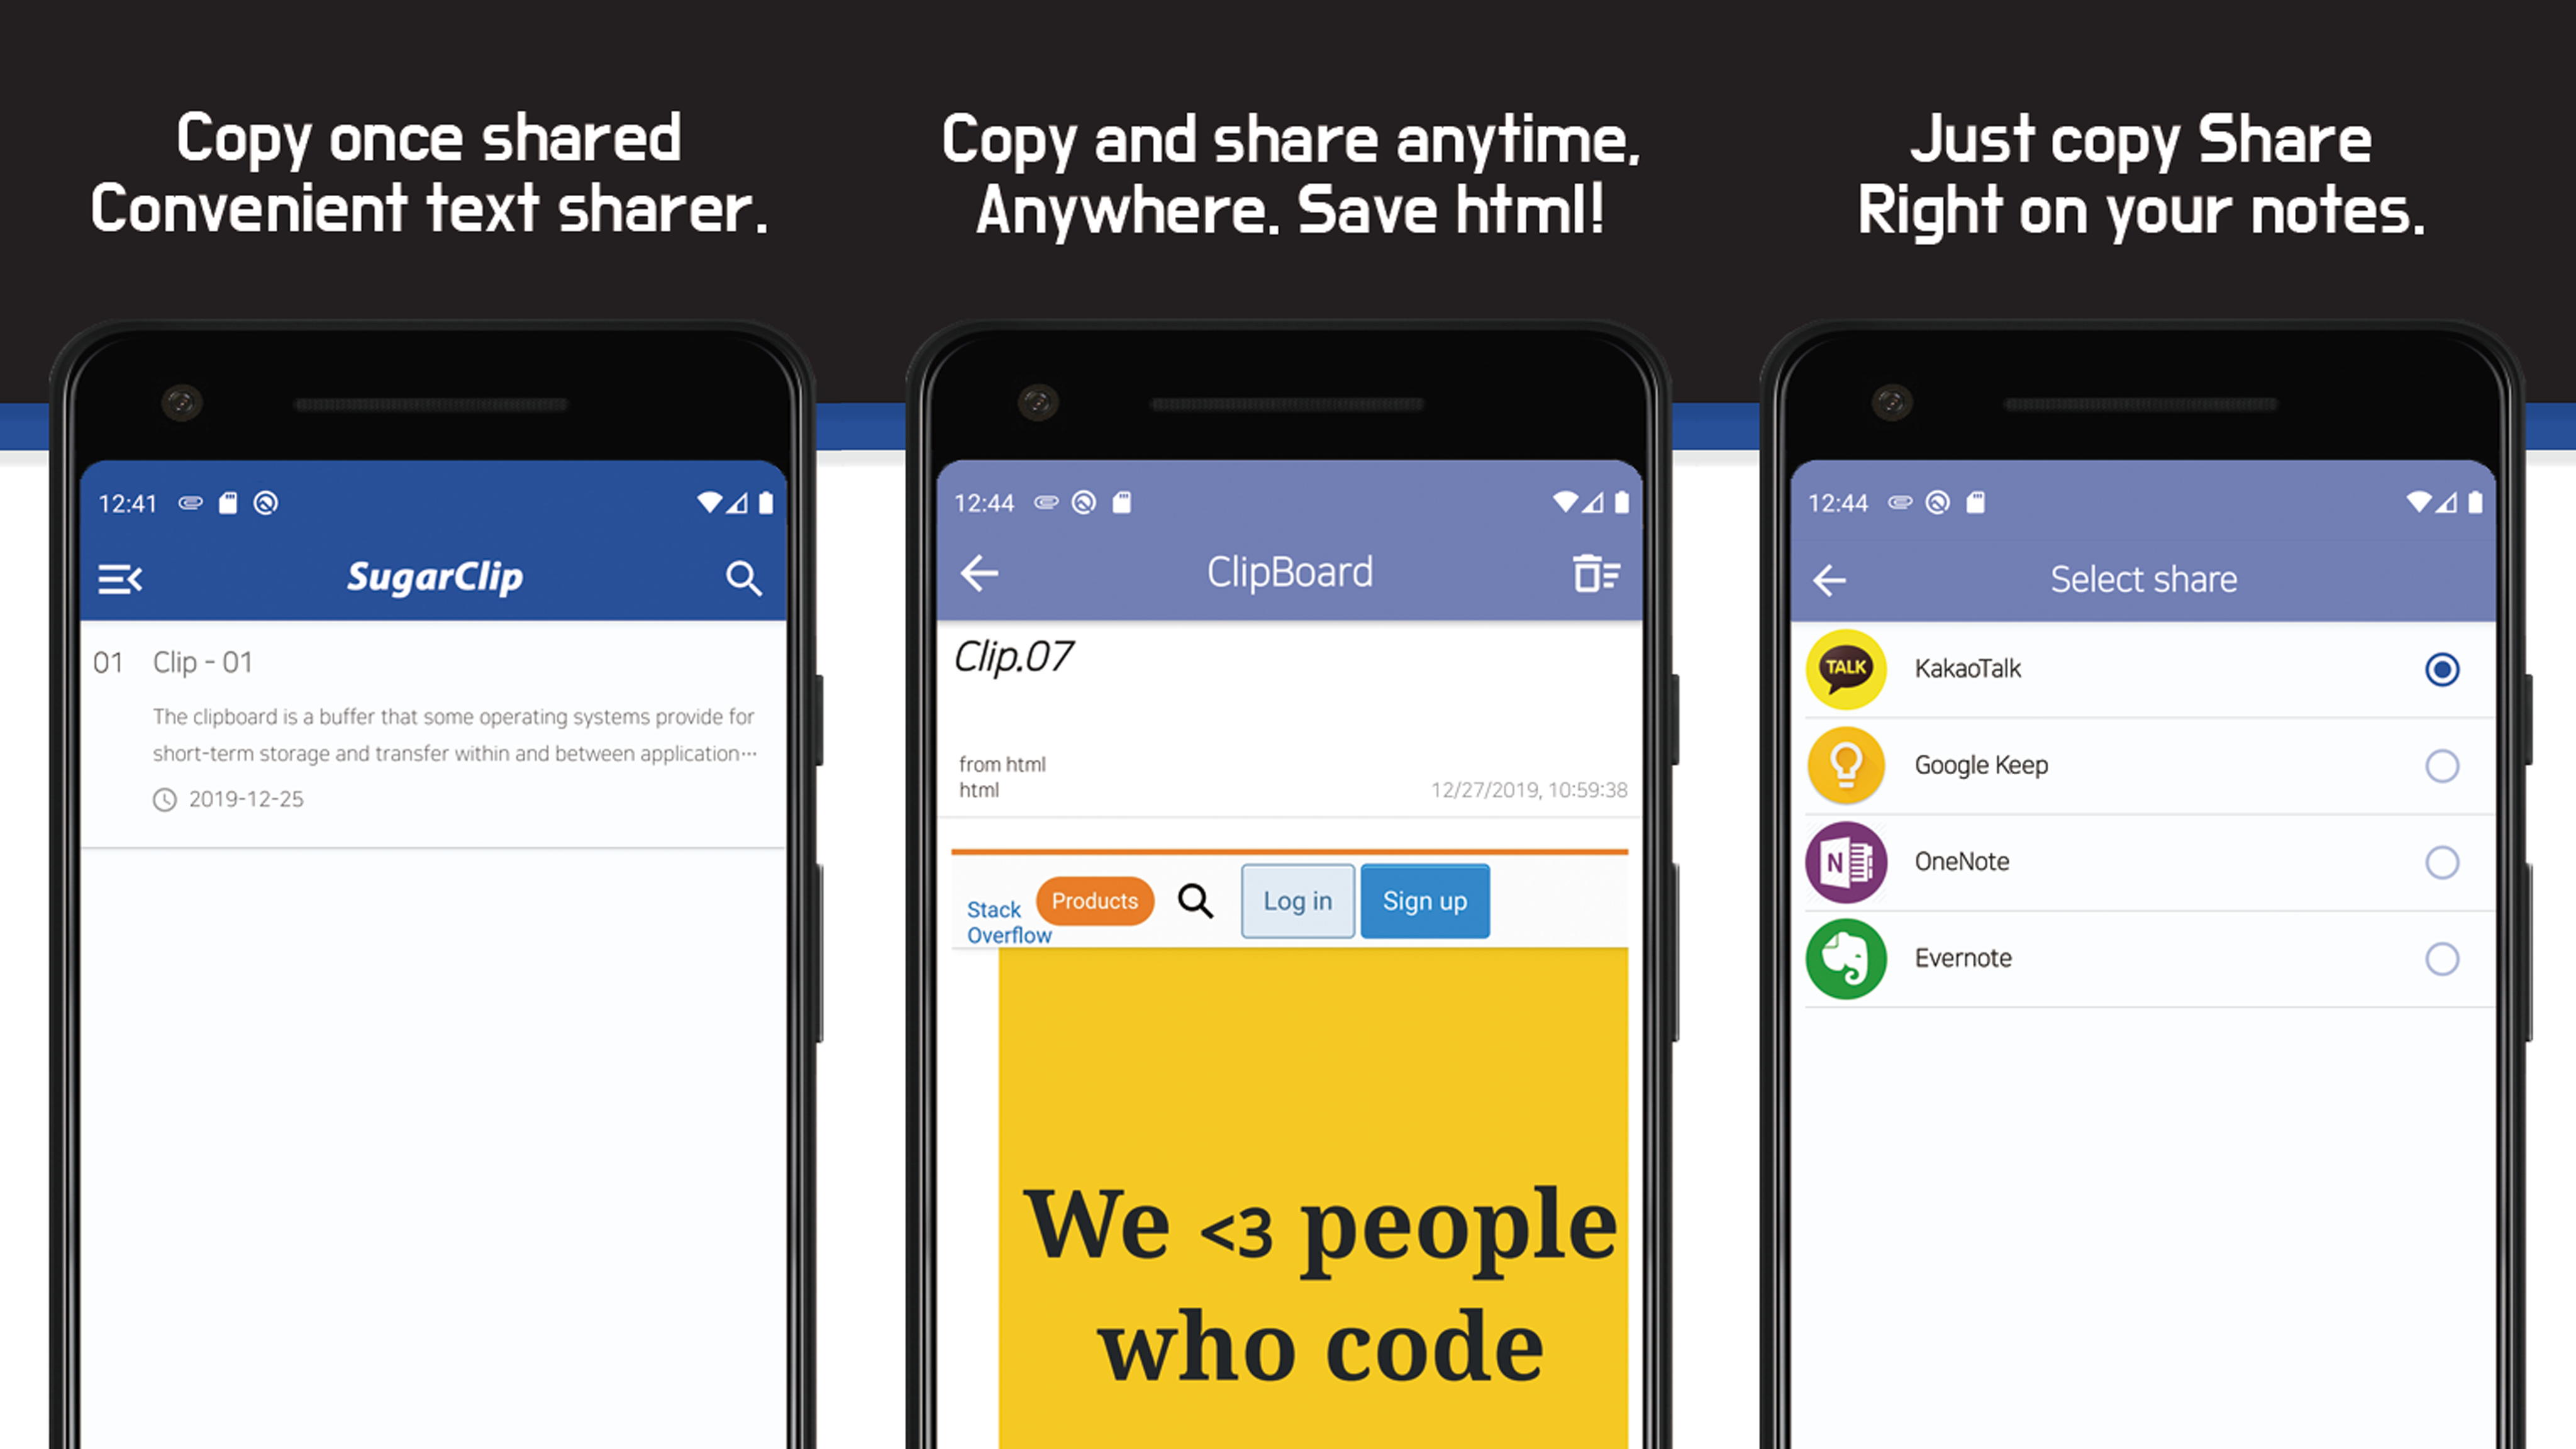 Copy once shared
Convenient text sharer.
12:41
SugarClip
01 Clip - 01
The clipboard is a buffer that some operating systems provide for
short-term storage and transfer within and between application···
2019-12-25
Copy and share anytime,
Anywhere. Save html!
12:44
ClipBoard
Clip.07
from html
html
12/27/2019, 10:59:38
Stack
Overflow
Products
Log in
Sign up
We <3 people
who code
Just copy Share
Right on your notes.
12:44
Select share
TALK
KakaoTalk
Google Keep
N
OneNote
Evernote